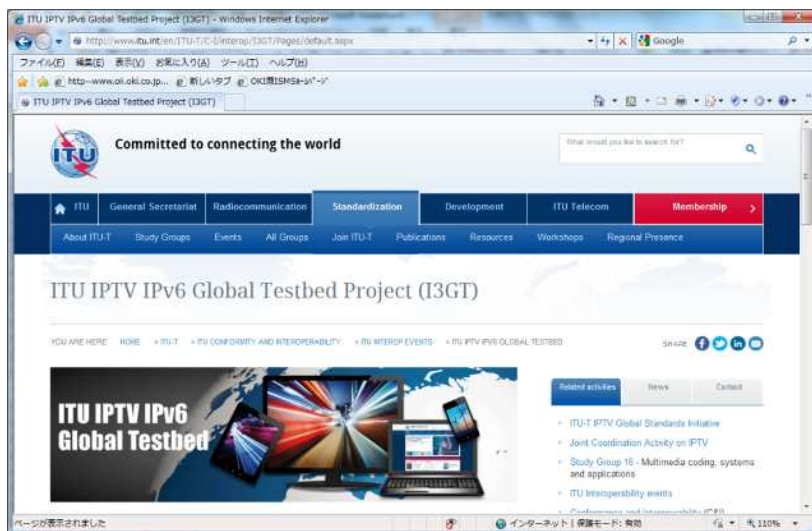 ITU IPTV IPv6 Global Testbed Project (I3GT) - Windows Internet Explorer
http://www.itu.int/en/ITU-T/C-I/interop/I3GT/Pages/default.aspx
Google
ファイル(F) 編集(E) 表示(V) お気に入り(A) ツール(T) ヘルプ(H)
http--www.oii.oki.co.jp... 新しいタブ
ITU IPTV IPv6 Global Testbed Project (I3GT)
ITU
Committed to connecting the world
What would you like to search for?
ITU General Secretariat Radiocommunication Standardization Development ITU Telecom Membership
About ITU-T Study Groups Events All Groups Join ITU-T Publications Resources Workshops Regional Presence
ITU IPTV IPv6 Global Testbed Project (I3GT)
YOU ARE HERE HOME > ITU-T > ITU CONFORMITY AND INTEROPERABILITY > ITU INTEROP EVENTS > ITU IPTV IPV6 GLOBAL TESTBED
SHARE
ITU IPTV IPv6
Global Testbed
Related activities News Contact
ITU-T IPTV Global Standards Initiative
Joint Coordination Activity on IPTV
Study Group 16 - Multimedia coding, systems
and applications
ITU Interoperability events
ページが表示されました
インターネット | 保護モード: 有効
110%